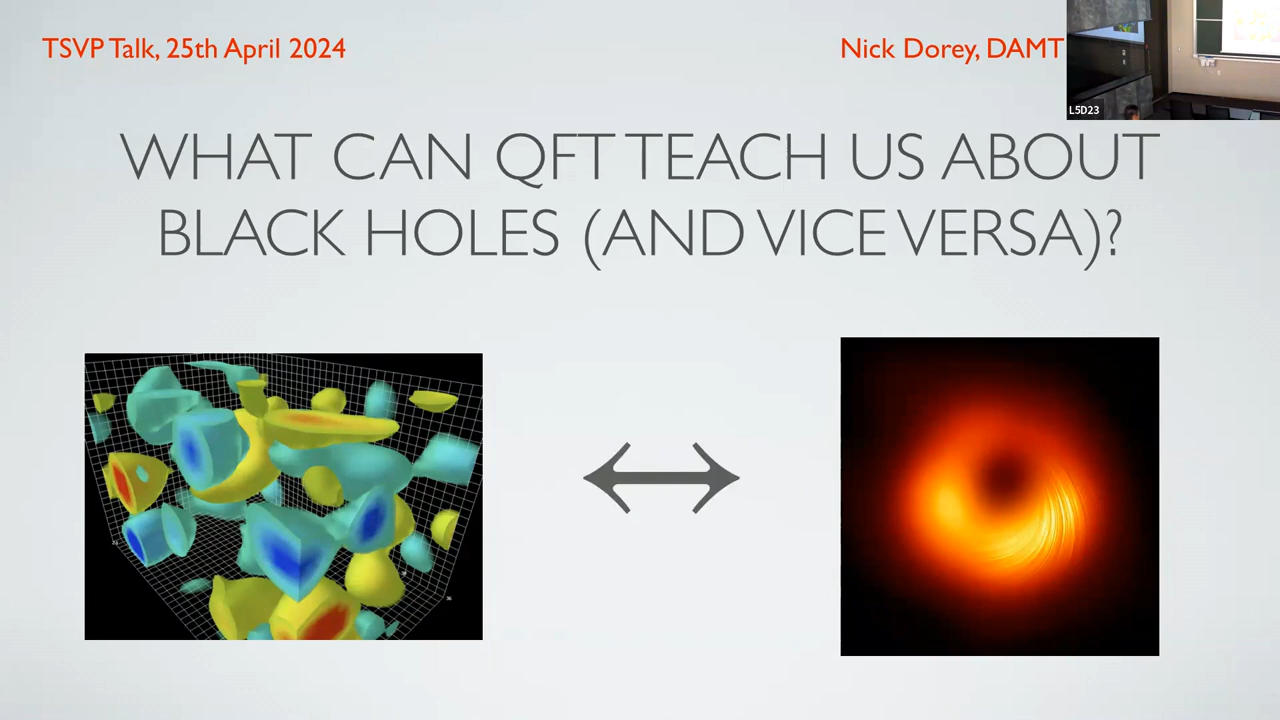 TSVP Talk, 25th April 2024
Nick Dorey, DAMT
L5D23
WHAT CAN QFT TEACH US ABOUT
BLACK HOLES (AND VICE VERSA)?